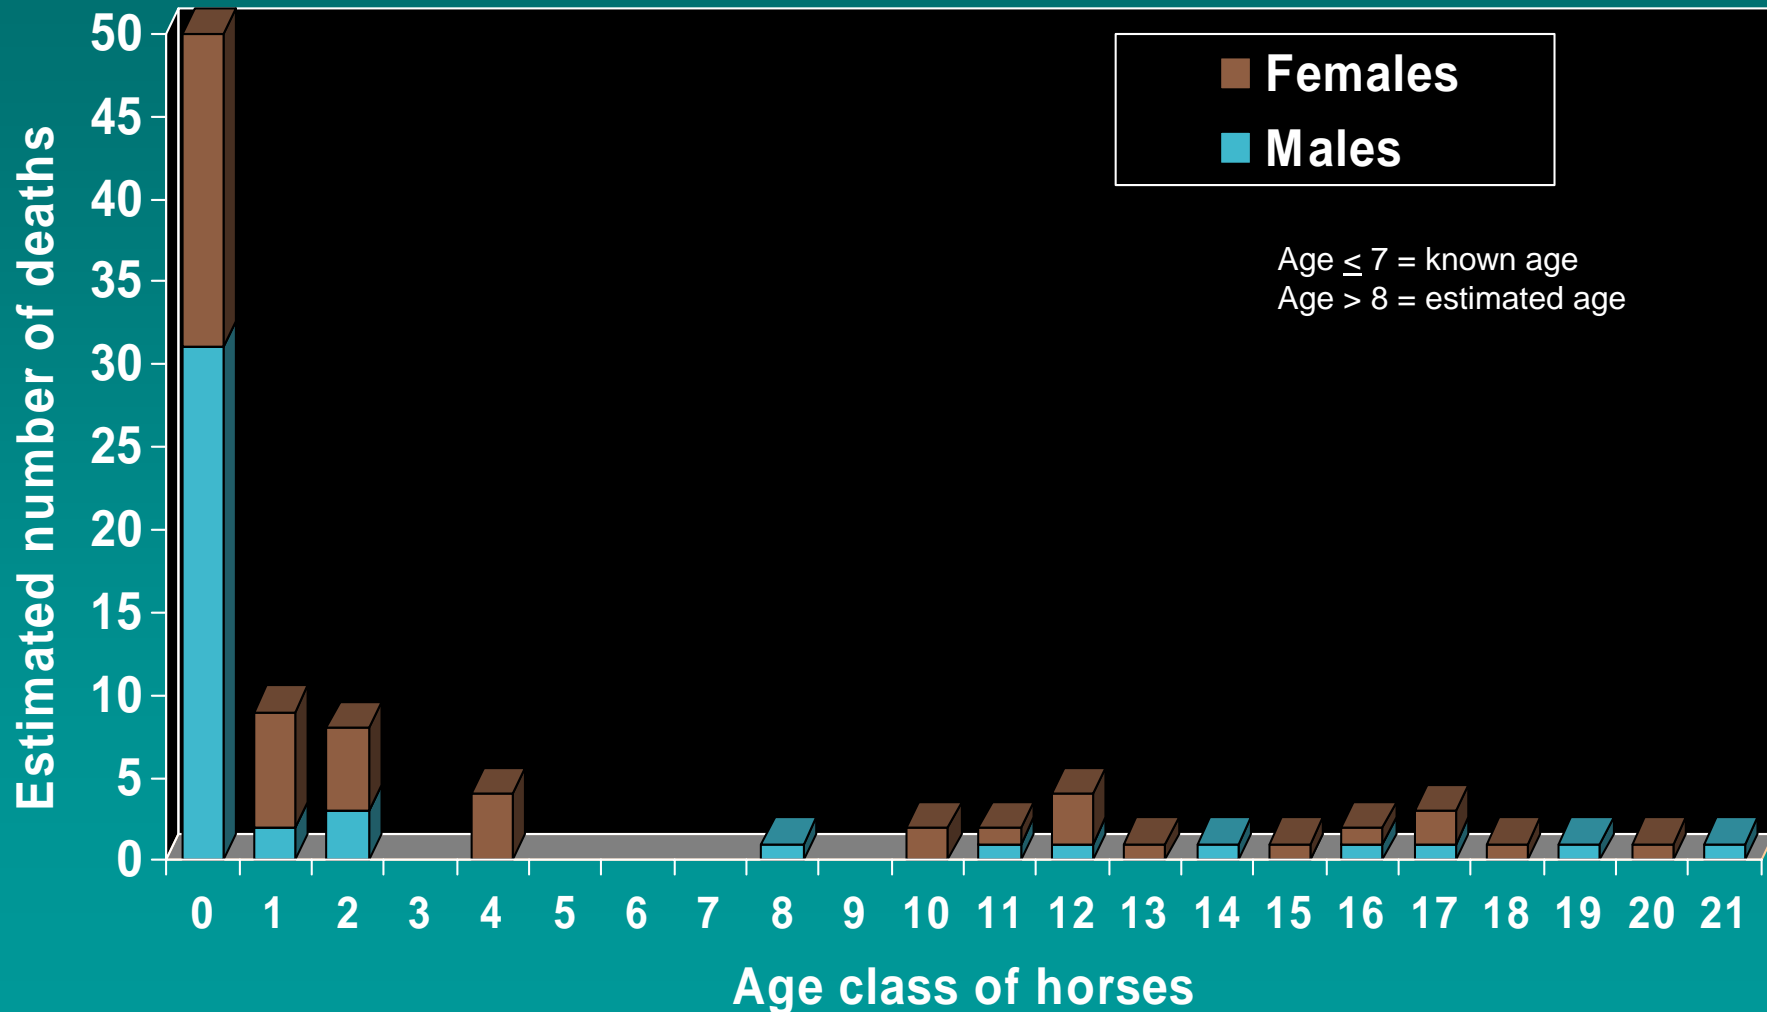 Estimated number of deaths
50
45
40
35
30
25
20
15
10
5
0
Females
Males
Age ≤ 7 = known age
Age > 8 = estimated age
0 1 2 3 4 5 6 7 8 9 10 11 12 13 14 15 16 17 18 19 20 21
Age class of horses